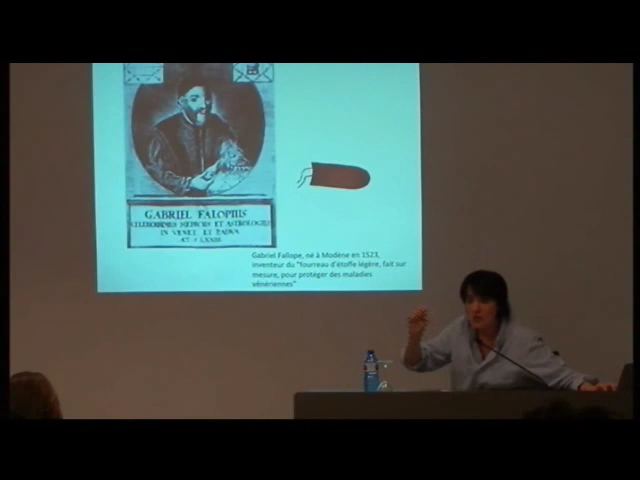 GABRIEL FALOPIUS
CELEBERRIMUS MEDICUS ET ASTROLOGUS
IN VENET ET PADUA
Gabriel Fallope, né à Modène en 1523,
inventeur du "fourreau d'étoffe légère, fait sur
mesure, pour protéger des maladies
vénériennes"